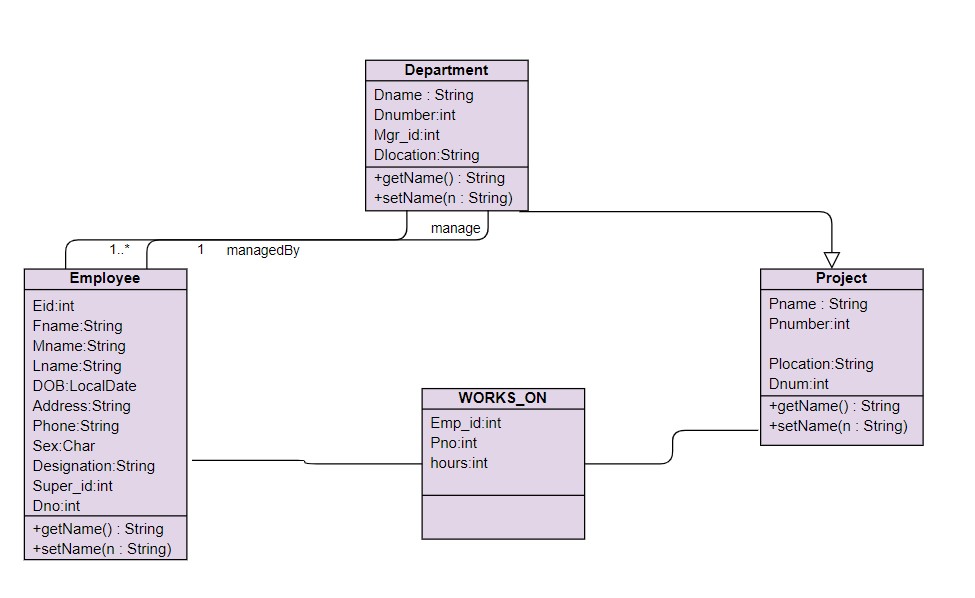 Department
Dname : String
Dnumber:int
Mgr_id:int
Dlocation:String
+getName() : String
+setName(n : String)
manage
1..*
1
managedBy
Employee
Eid:int
Fname:String
Mname:String
Lname:String
DOB:LocalDate
Address:String
Phone:String
Sex:Char
Designation:String
Super_id:int
Dno:int
+getName() : String
+setName(n : String)
WORKS_ON
Emp_id:int
Pno:int
hours:int
Project
Pname : String
Pnumber:int
Plocation:String
Dnum:int
+getName() : String
+setName(n : String)